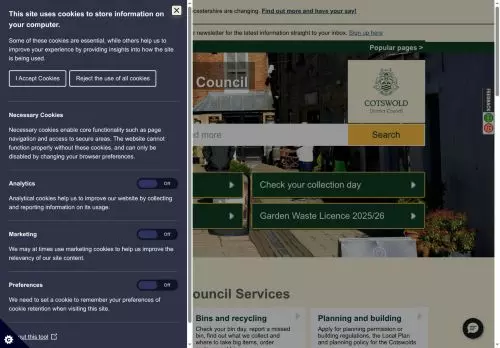 This site uses cookies to store information on
your computer.
Some of these cookies are essential, while others help us to
improve your experience by providing insights into how the site
is being used.
I Accept Cookies
Reject the use of all cookies
Necessary Cookies
Necessary cookies enable core functionality such as page
navigation and access to secure areas. The website cannot
function properly without these cookies, and can only be
disabled by changing your browser preferences.
Analytics
Off
Analytical cookies help us to improve our website by collecting
and reporting information on its usage.
Marketing
Off
We may at times use marketing cookies to help us improve the
relevancy of our site content.
Preferences
Off
We need to set a cookie to remember your preferences of
cookie retention when visiting this site.
out this tool
cestershire are changing. Find out more and have your say!
r newsletter for the latest information straight to your inbox. Sign up here
Popular pages >
Council
COTSWOLD
District Council
d more
Search
Check your collection day
Garden Waste Licence 2025/26
FEEDBACK
ouncil Services
Bins and recycling
Check your bin day, report a missed
bin, find out what we collect and
where to take big items, order
Planning and building
Apply for planning permission or
building regulations, the Local Plan
and planning policy for the Cotswolds